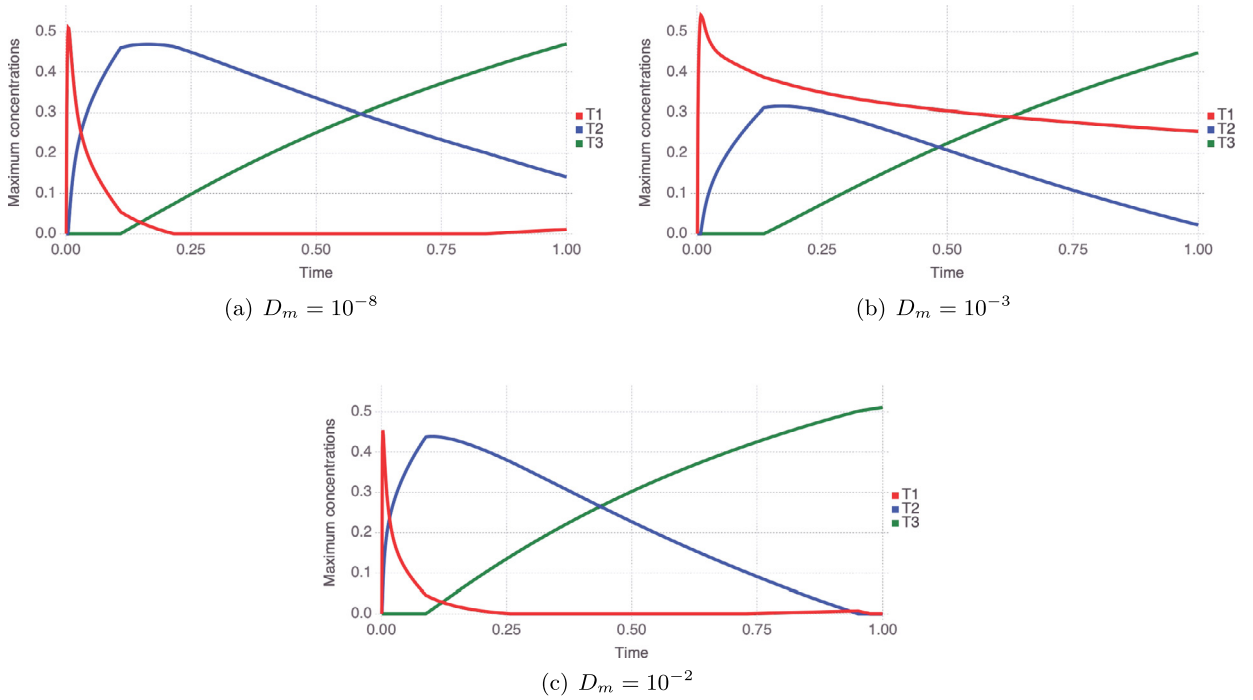 Maximum concentrations
0.5
0.4
0.3
0.2
0.1
0.0
0.00 0.25 0.50 0.75 1.00
Time
T1
T2
T3
(a) Dₘ = 10⁻⁸
Maximum concentrations
0.5
0.4
0.3
0.2
0.1
0.0
0.00 0.25 0.50 0.75 1.00
Time
T1
T2
T3
(b) Dₘ = 10⁻³
Maximum concentrations
0.5
0.4
0.3
0.2
0.1
0.0
0.00 0.25 0.50 0.75 1.00
Time
T1
T2
T3
(c) Dₘ = 10⁻²